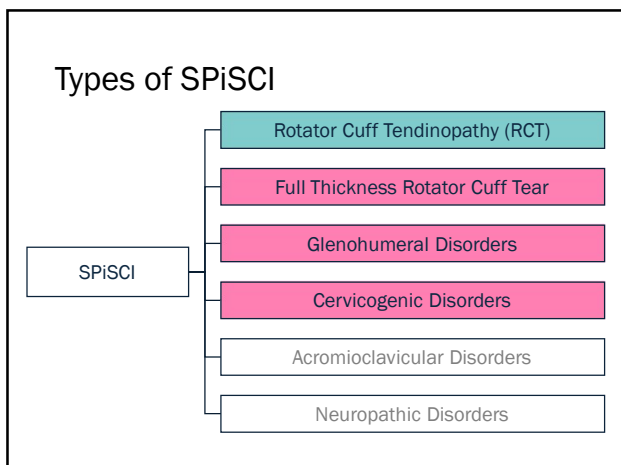 Types of SPiSCI
Rotator Cuff Tendinopathy (RCT)
Full Thickness Rotator Cuff Tear
Glenohumeral Disorders
SPiSCI
Cervicogenic Disorders
Acromioclavicular Disorders
Neuropathic Disorders